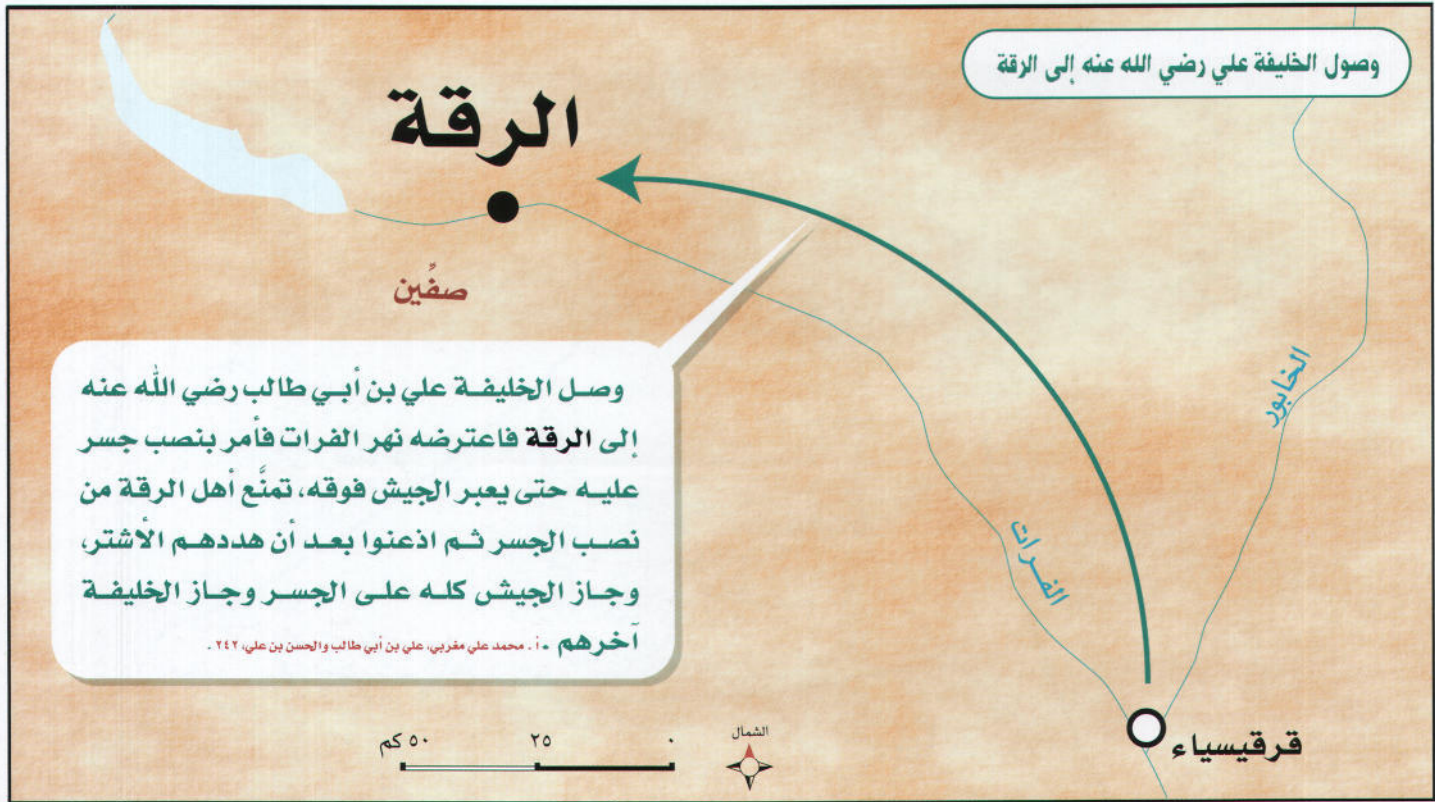 وصول الخليفة علي رضي الله عنه إلى الرقة
الرقة
صفين
وصل الخليفة علي بن أبي طالب رضي الله عنه
إلى الرقة فاعترضه نهر الفرات فأمر بنصب جسر
عليه حتى يعبر الجيش فوقه، تمنَّع أهل الرقة من
نصب الجسر ثم اذعنوا بعد أن هددهم الأشتر،
وجاز الجيش كله على الجسر وجاز الخليفة
آخرهم . أ. محمد علي مغربي، علي بن أبي طالب والحسن بن علي، ٢٤٢ .
الخابور
الفرات
قرقيسياء
الشمال
٠ ٢٥ ٥٠ كم